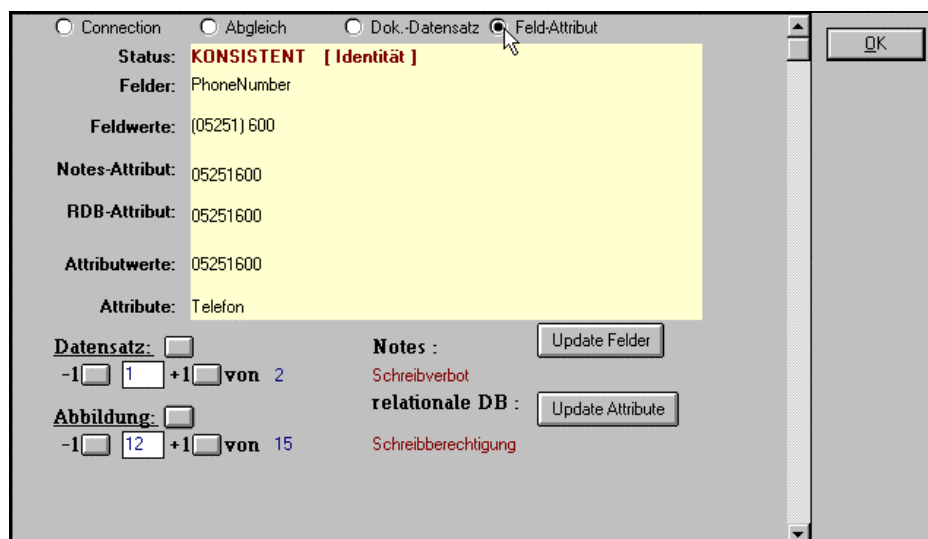 Connection Abgleich Dok.-Datensatz Feld-Attribut
OK
Status: KONSISTENT [ Identität ]
Felder: PhoneNumber
Feldwerte: (05251) 600
Notes-Attribut: 05251600
RDB-Attribut: 05251600
Attributwerte: 05251600
Attribute: Telefon
Datensatz: Notes : Update Felder
-1 1 +1 von 2 Schreibverbot
Abbildung: relationale DB : Update Attribute
-1 12 +1 von 15 Schreibberechtigung